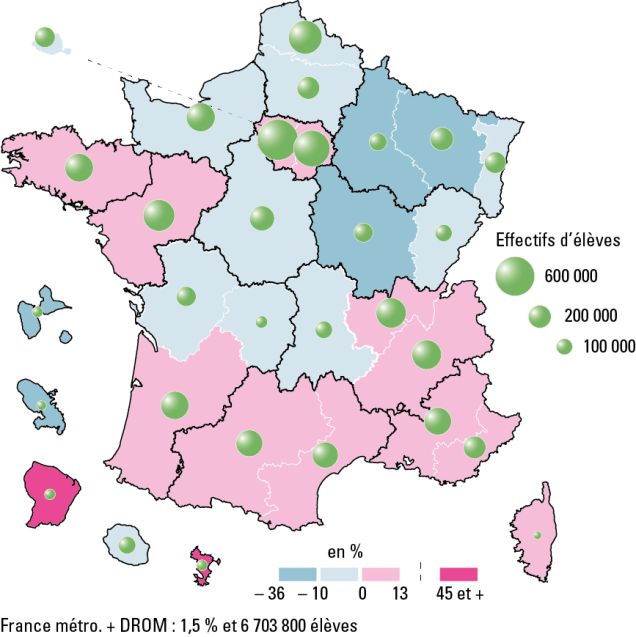 Effectifs d'élèves
600 000
200 000
100 000
en %
– 36 – 10 0 13 45 et +
France métro. + DROM : 1,5 % et 6 703 800 élèves